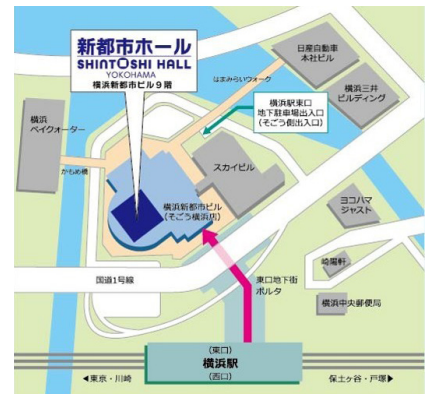 新都市ホール
SHINTOSHI HALL
YOKOHAMA
横浜新都市ビル9階
日産自動車
本社ビル
はまみらいウォーク
横浜三井
ビルディング
横浜駅東口
地下駐車場出入口
(そごう側出入口)
横浜
ベイクォーター
かもめ橋
スカイビル
横浜新都市ビル
(そごう横浜店)
ヨコハマ
ジャスト
崎陽軒
国道1号線
東口地下街
ポルタ
横浜中央郵便局
(東口)
横浜駅
(西口)
◀東京・川崎
保土ヶ谷・戸塚▶